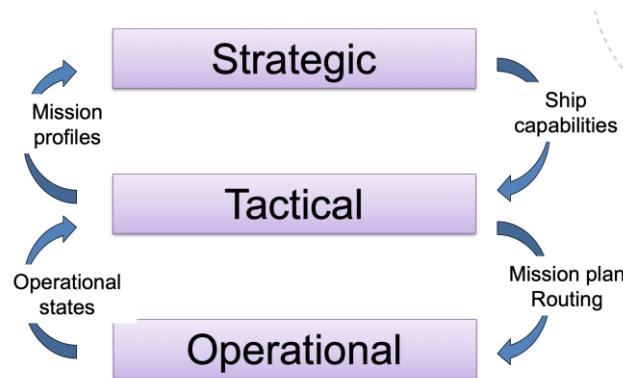 Strategic
Mission
profiles
Ship
capabilities
Tactical
Operational
states
Mission plan
Routing
Operational